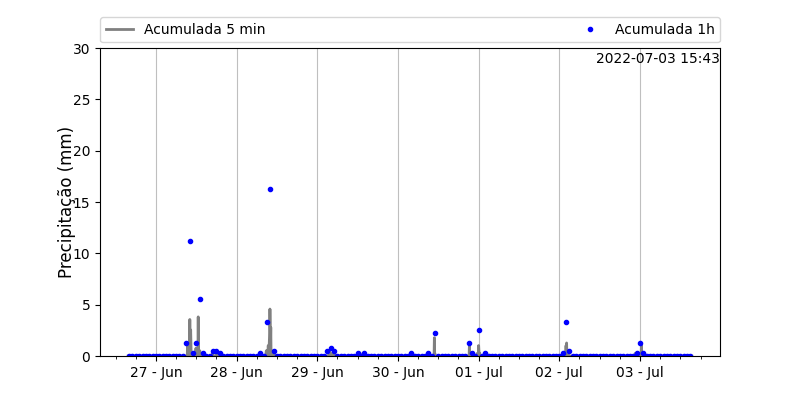 Acumulada 5 min
Acumulada 1h
2022-07-03 15:43
Precipitação (mm)
30
25
20
15
10
5
0
27 - Jun
28 - Jun
29 - Jun
30 - Jun
01 - Jul
02 - Jul
03 - Jul